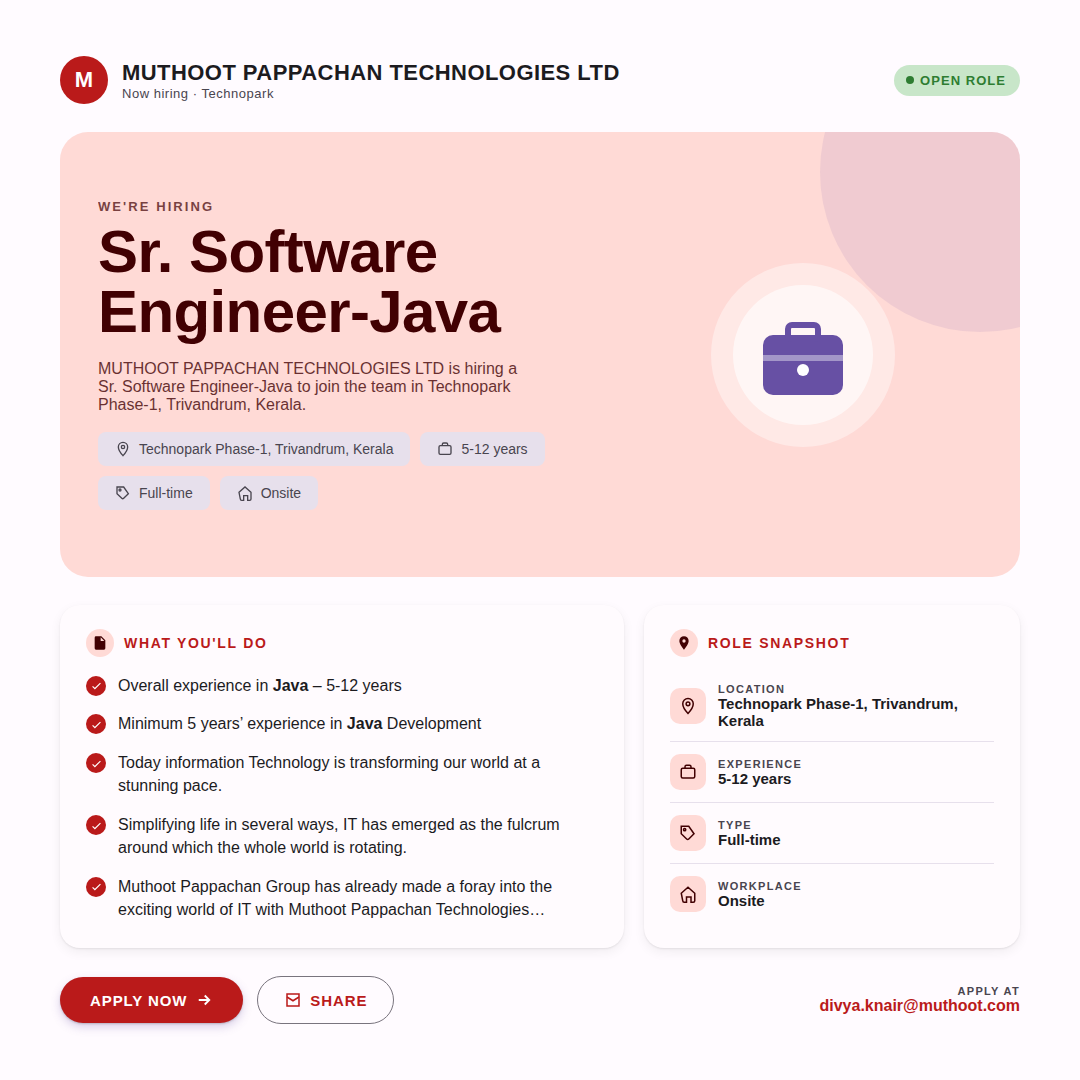 M
MUTHOOT PAPPACHAN TECHNOLOGIES LTD
Now hiring · Technopark
OPEN ROLE
WE'RE HIRING
Sr. Software
Engineer-Java
MUTHOOT PAPPACHAN TECHNOLOGIES LTD is hiring a
Sr. Software Engineer-Java to join the team in Technopark
Phase-1, Trivandrum, Kerala.
Technopark Phase-1, Trivandrum, Kerala
5-12 years
Full-time
Onsite
WHAT YOU'LL DO
Overall experience in Java – 5-12 years
Minimum 5 years’ experience in Java Development
Today information Technology is transforming our world at a
stunning pace.
Simplifying life in several ways, IT has emerged as the fulcrum
around which the whole world is rotating.
Muthoot Pappachan Group has already made a foray into the
exciting world of IT with Muthoot Pappachan Technologies…
ROLE SNAPSHOT
LOCATION
Technopark Phase-1, Trivandrum,
Kerala
EXPERIENCE
5-12 years
TYPE
Full-time
WORKPLACE
Onsite
APPLY NOW
SHARE
APPLY AT
divya.knair@muthoot.com